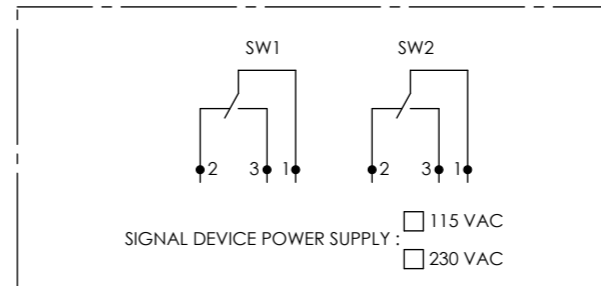 SW1 SW2
2 3 1 2 3 1
SIGNAL DEVICE POWER SUPPLY : 115 VAC
230 VAC